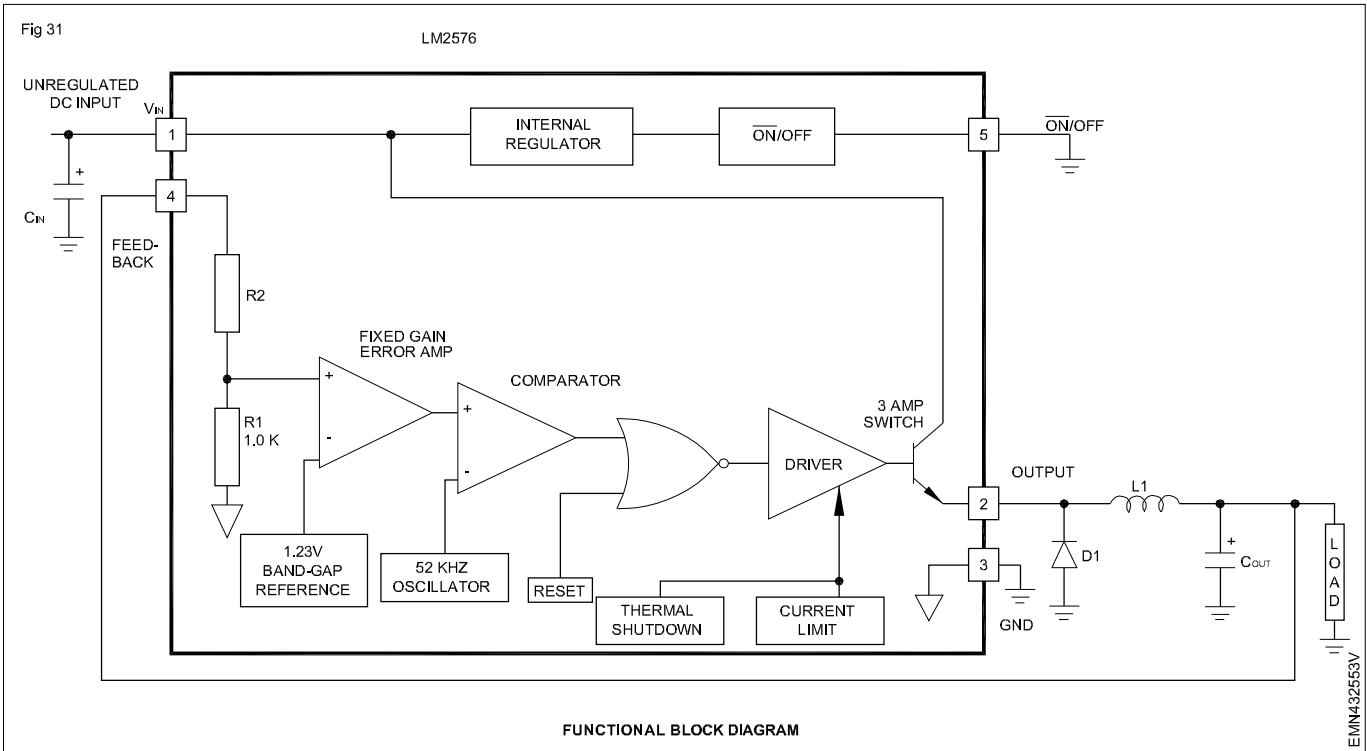 Fig 31
LM2576
UNREGULATED
DC INPUT
VIN
1
INTERNAL
REGULATOR
ON/OFF
5
ON/OFF
+
4
CIN
FEED-
BACK
R2
FIXED GAIN
ERROR AMP
COMPARATOR
+
-
+
-
R1
1.0 K
3 AMP
SWITCH
DRIVER
OUTPUT
2
L1
1.23V
BAND-GAP
REFERENCE
52 KHZ
OSCILLATOR
RESET
THERMAL
SHUTDOWN
CURRENT
LIMIT
3
GND
D1
+
COUT
LOAD
EMN432553V
FUNCTIONAL BLOCK DIAGRAM